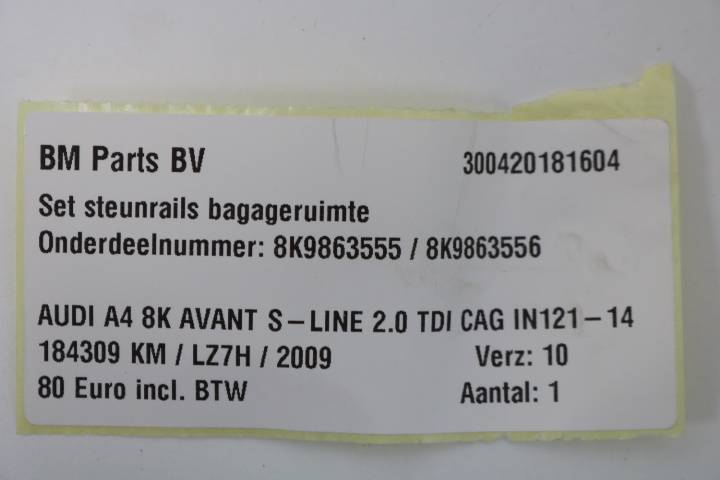 BM Parts BV 300420181604
Set steunrails bagageruimte
Onderdeelnummer: 8K9863555 / 8K9863556
AUDI A4 8K AVANT S-LINE 2.0 TDI CAG IN121-14
184309 KM / LZ7H / 2009 Verz: 10
80 Euro incl. BTW Aantal: 1